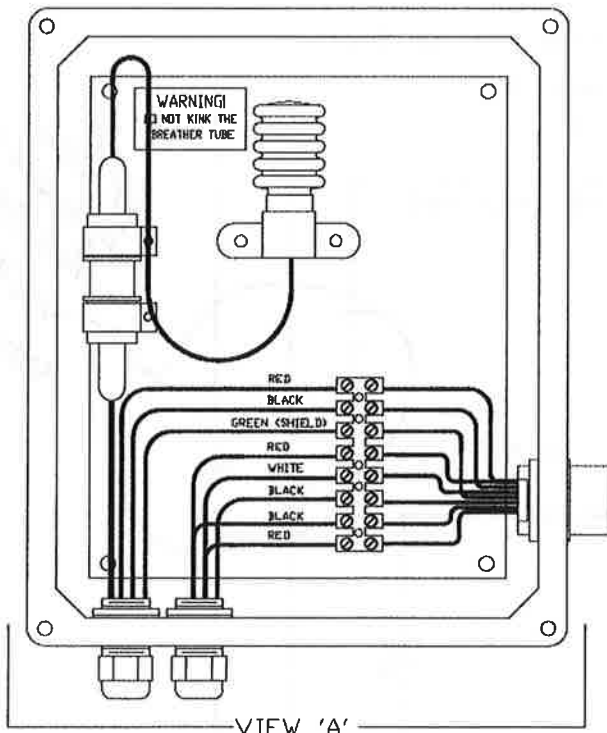 WARNING!
DO NOT KINK THE
BREATHER TUBE
RED
BLACK
GREEN (SHIELD)
RED
WHITE
BLACK
BLACK
RED
VIEW 'A'